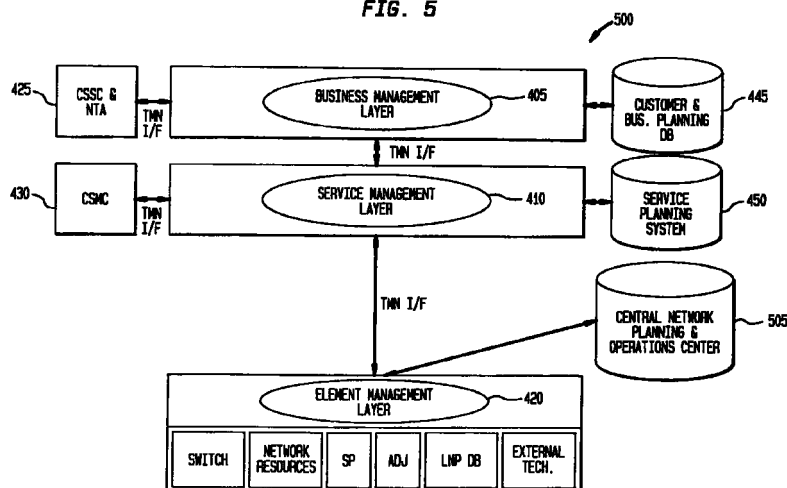 FIG. 5
500
425
CSSC &
NTA
TMN
I/F
BUSINESS MANAGEMENT
LAYER
405
CUSTOMER &
BUS. PLANNING
DB
445
TMN I/F
430
CSMC
TMN
I/F
SERVICE MANAGEMENT
LAYER
410
SERVICE
PLANNING
SYSTEM
450
TMN I/F
CENTRAL NETWORK
PLANNING &
OPERATIONS CENTER
505
ELEMENT MANAGEMENT
LAYER
420
SWITCH
NETWORK
RESOURCES
SP
ADJ
LNP DB
EXTERNAL
TECH.